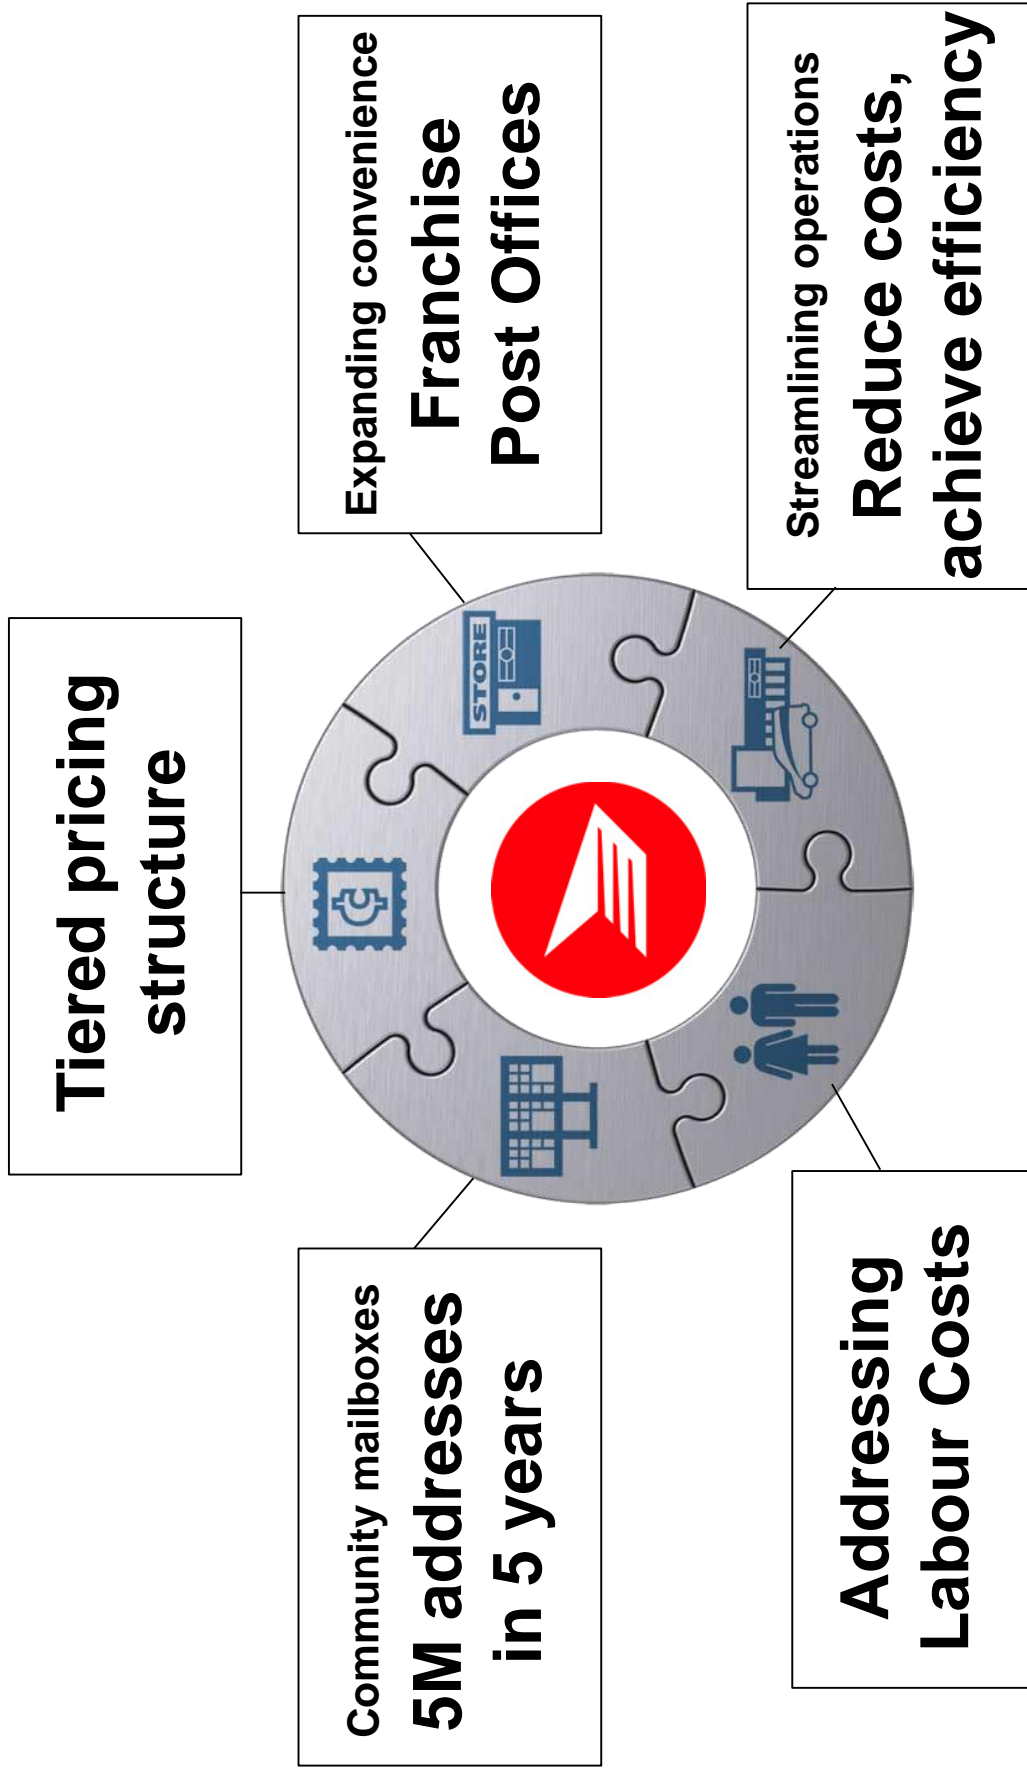 Tiered pricing
structure
Community mailboxes
5M addresses
in 5 years
Expanding convenience
Franchise
Post Offices
STORE
Addressing
Labour Costs
Streamlining operations
Reduce costs,
achieve efficiency